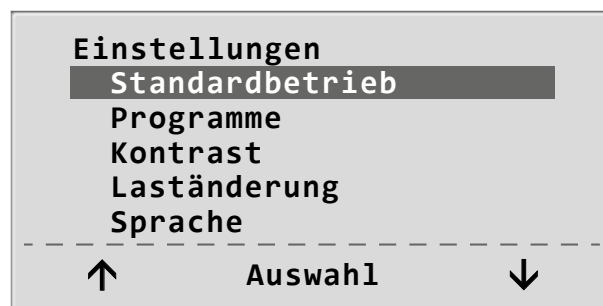 Einstellungen
Standardbetrieb
Programme
Kontrast
Laständerung
Sprache
↑ Auswahl ↓